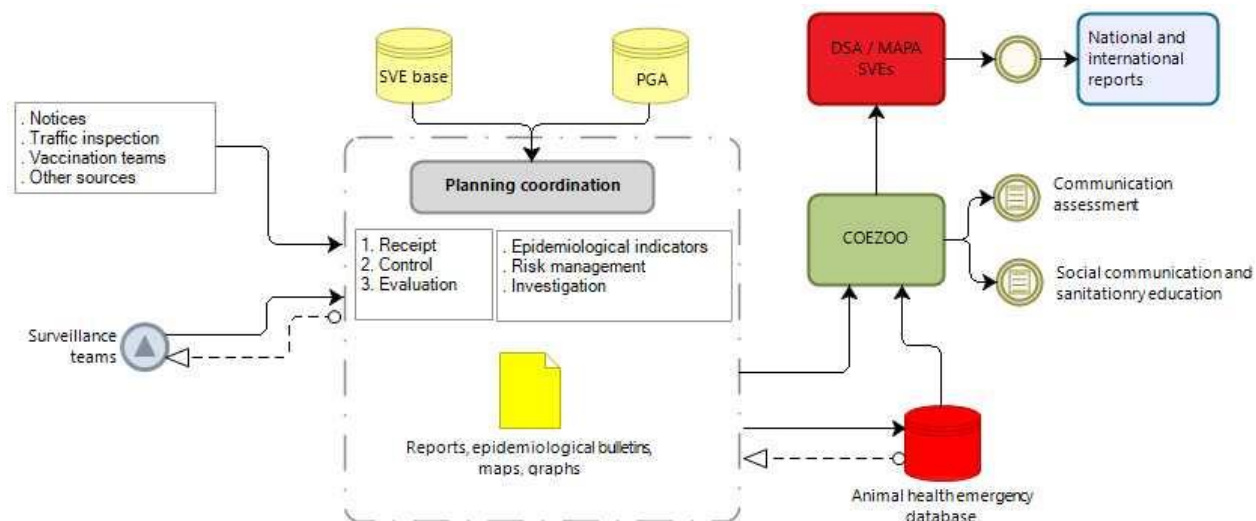 SVE base
PGA
DSA / MAPA
SVEs
National and
international
reports
. Notices
. Traffic inspection
. Vaccination teams
. Other sources
Planning coordination
1. Receipt
2. Control
3. Evaluation
. Epidemiological indicators
. Risk management
. Investigation
COEZOO
Communication
assessment
Social communication and
sanitationry education
Surveillance
teams
Reports, epidemiological bulletins,
maps, graphs
Animal health emergency
database.